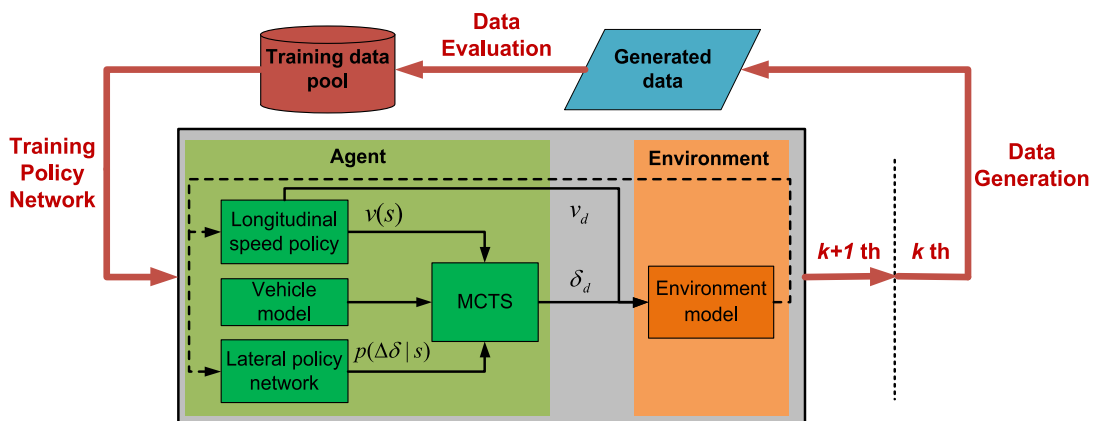 Data
Evaluation
Training data
pool
Generated
data
Training
Policy
Network
Data
Generation
Agent
Environment
Longitudinal
speed policy
v(s)
v_d
k+1 th
k th
Vehicle
model
MCTS
δ_d
Environment
model
Lateral policy
network
p(Δδ | s)